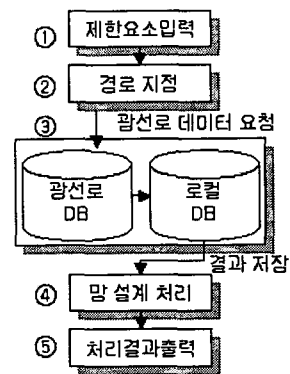 ① 제한요소입력
② 경로 지정
광선로 데미터 요청
③
광선로 DB
로컬 DB
결과 저장
④ 망 설계 처리
⑤ 처리결과출력